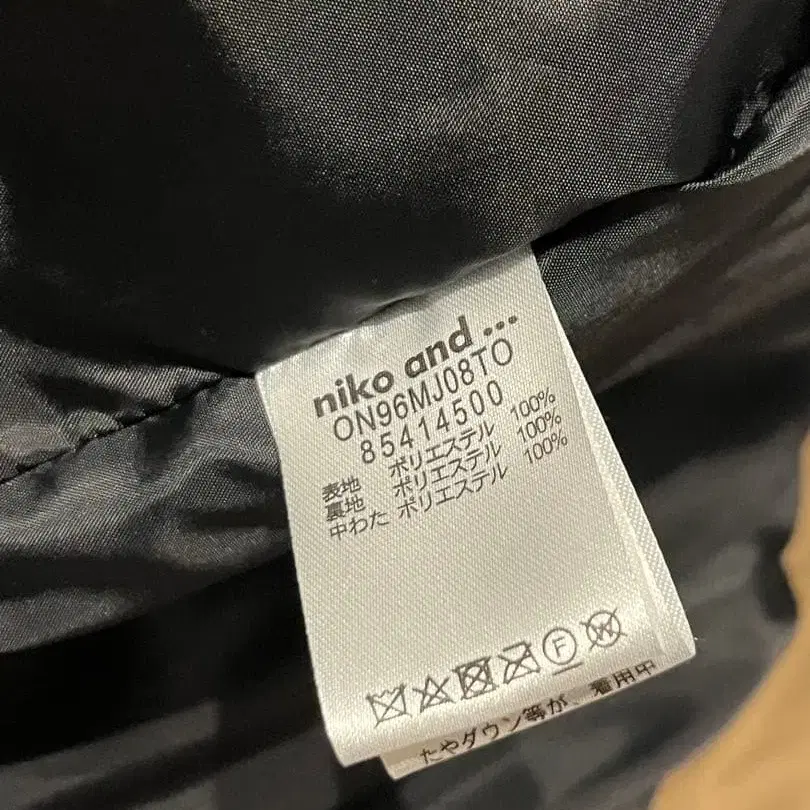 niko and ...
ON96MJ08TO
85414500
表地 ポリエステル 100%
裏地 ポリエステル 100%
中わた ポリエステル 100%
F
W
たやダウン等が、着用中